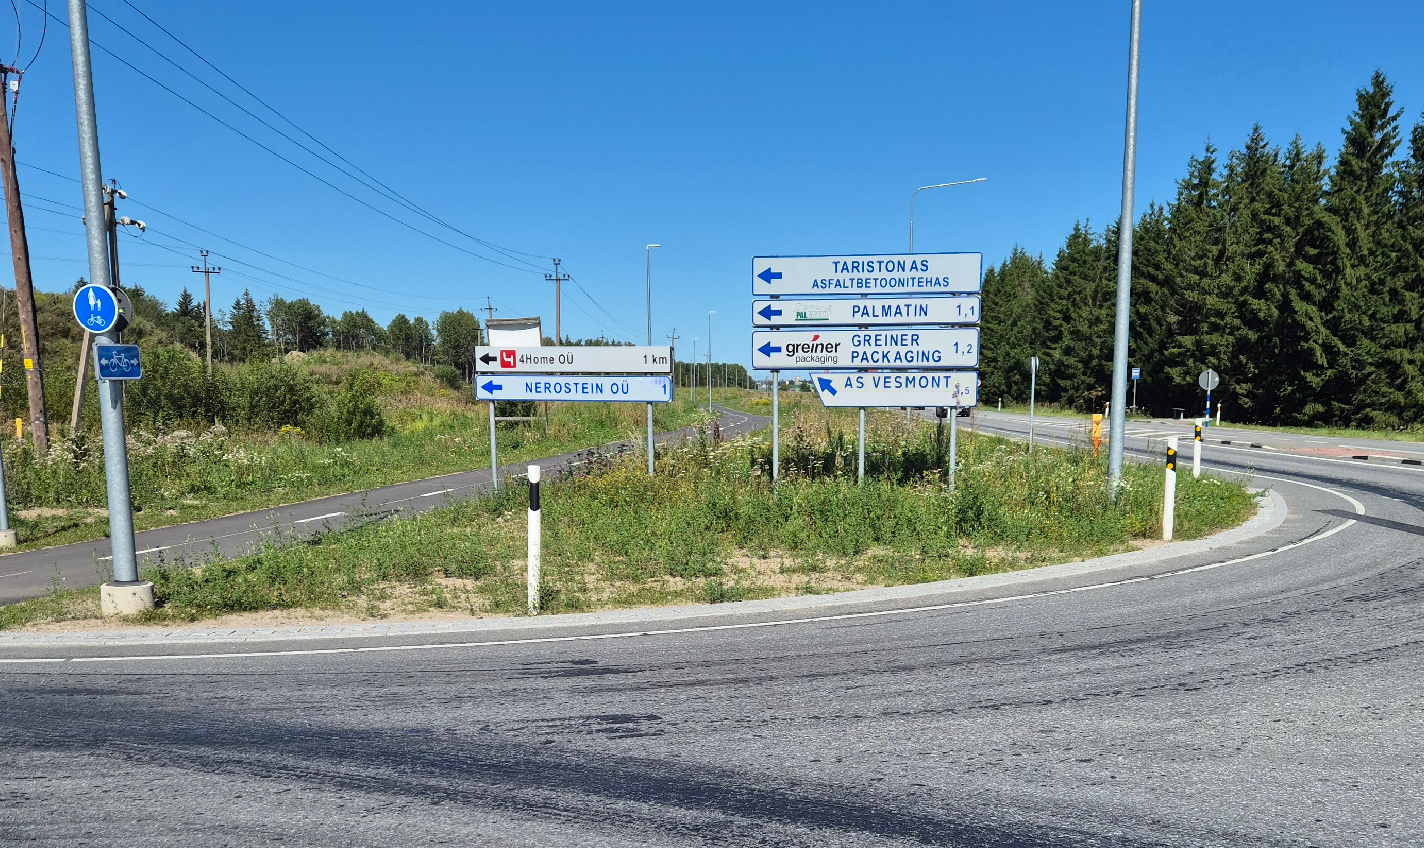 4Home OÜ 1 km
NEROSTEIN OÜ 1
TARISTON AS
ASFALTBETOONITEHAS
PALMATIN 1,1
greiner
packaging
GREINER
PACKAGING 1,2
AS VESMONT